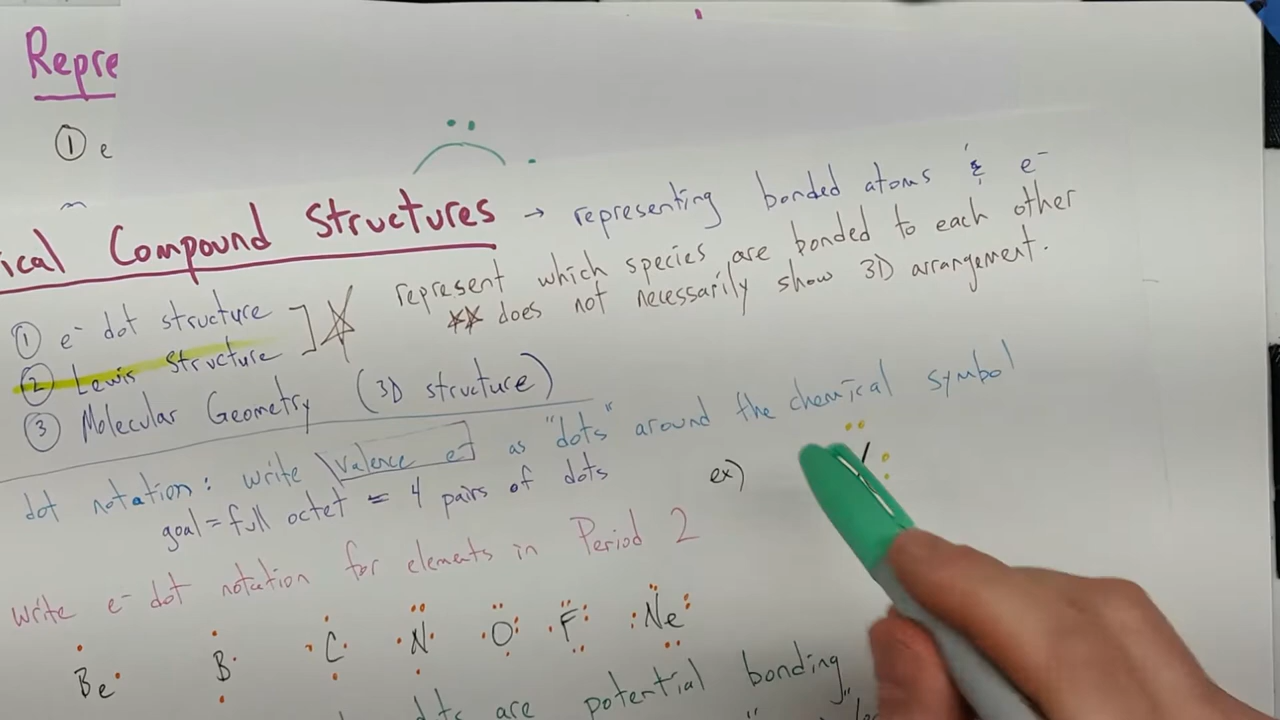 Repre
① e
ical Compound Structures → representing bonded atoms & e⁻
represent which species are bonded to each other
** does not necessarily show 3D arrangement.
① e⁻ dot structure
② Lewis Structure
③ Molecular Geometry (3D structure)
dot notation: write valence e⁻ as "dots" around the chemical symbol
goal = full octet = 4 pairs of dots
ex)
write e⁻ dot notation for elements in Period 2
Be B C N O F Ne
are potential bonding